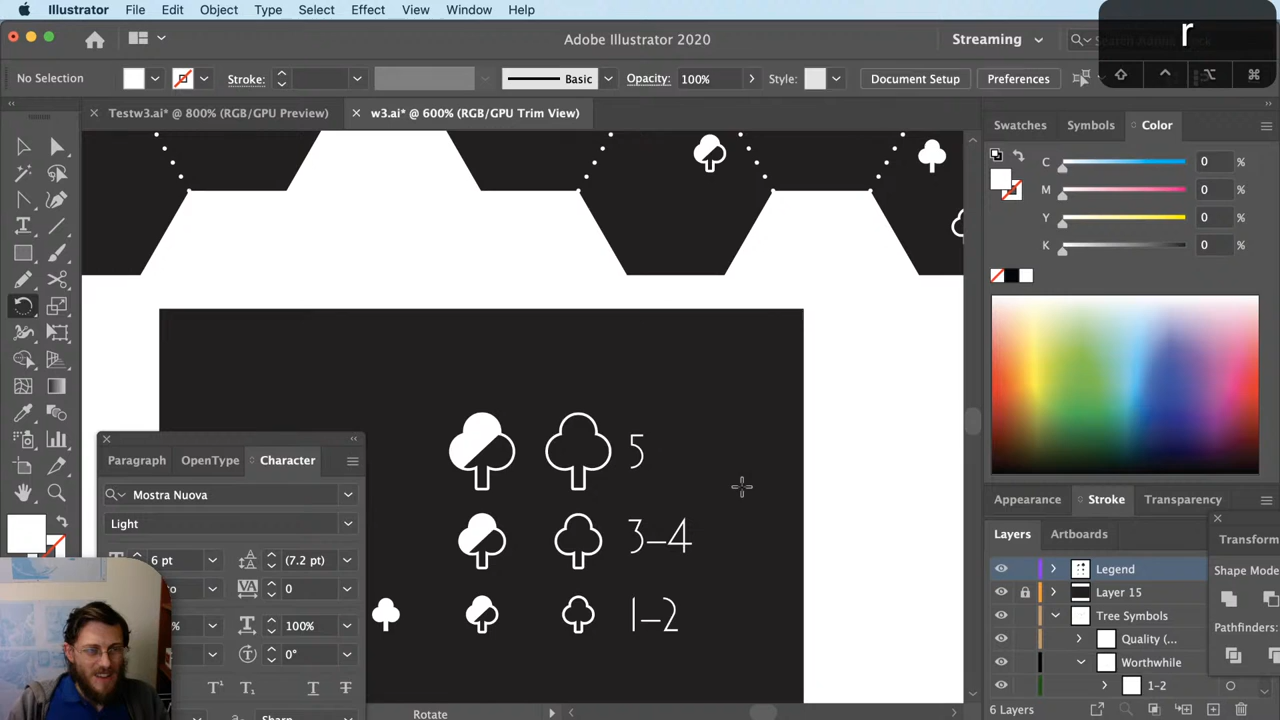 Illustrator File Edit Object Type Select Effect View Window Help
r
Adobe Illustrator 2020
Streaming
No Selection
Stroke:
Basic
Opacity:
100%
Style:
Document Setup
Preferences
Testw3.ai* @ 800% (RGB/GPU Preview)
w3.ai* @ 600% (RGB/GPU Trim View)
Swatches
Symbols
Color
C 0 %
M 0 %
Y 0 %
K 0 %
5
3–4
1–2
Paragraph
OpenType
Character
Mostra Nuova
Light
6 pt
(7.2 pt)
0
100%
0°
Appearance
Stroke
Transparency
Layers
Artboards
Legend
Layer 15
Tree Symbols
Quality (...
Worthwhile
1-2
6 Layers
Transform
Shape Mode
Pathfinders:
Rotate